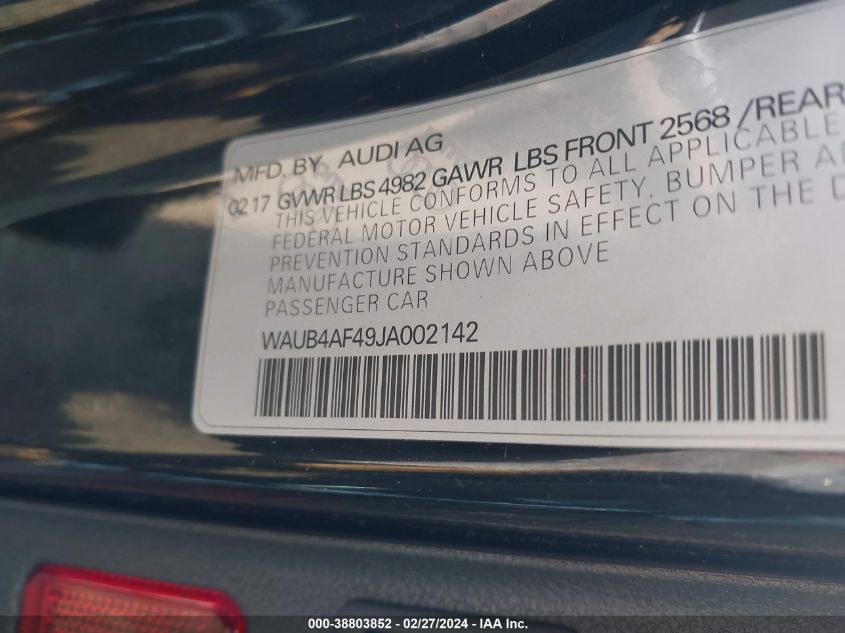 MFD. BY. AUDI AG
02 17 GVWR LBS 4982 GAWR LBS FRONT 2568 /REAR
THIS VEHICLE CONFORMS TO ALL APPLICABLE
FEDERAL MOTOR VEHICLE SAFETY, BUMPER
PREVENTION STANDARDS IN EFFECT ON THE
MANUFACTURE SHOWN ABOVE
PASSENGER CAR
WAUB4AF49JA002142
000-38803852 - 02/27/2024 - IAA Inc.